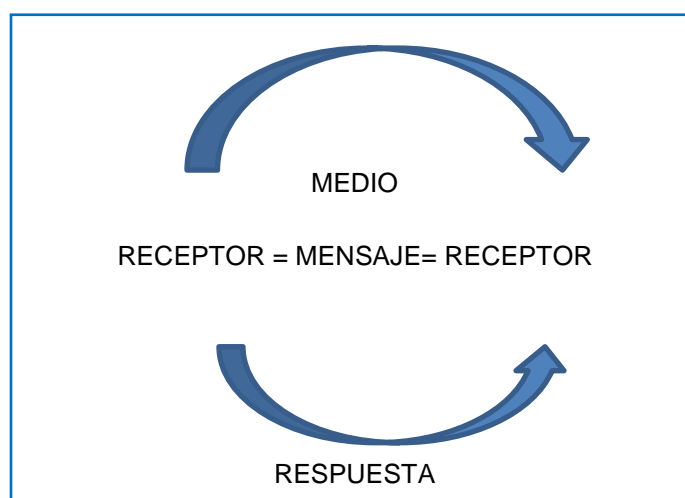 MEDIO
RECEPTOR = MENSAJE= RECEPTOR
RESPUESTA